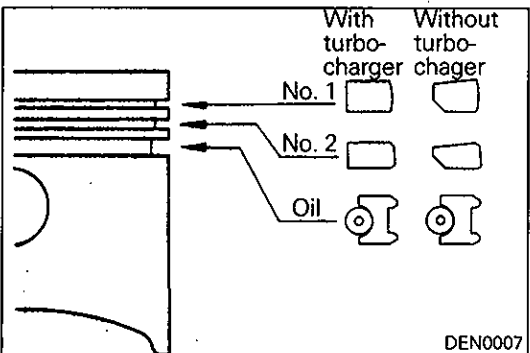 With Without
turbo- turbo-
charger chager
No. 1
No. 2
Oil
DEN0007